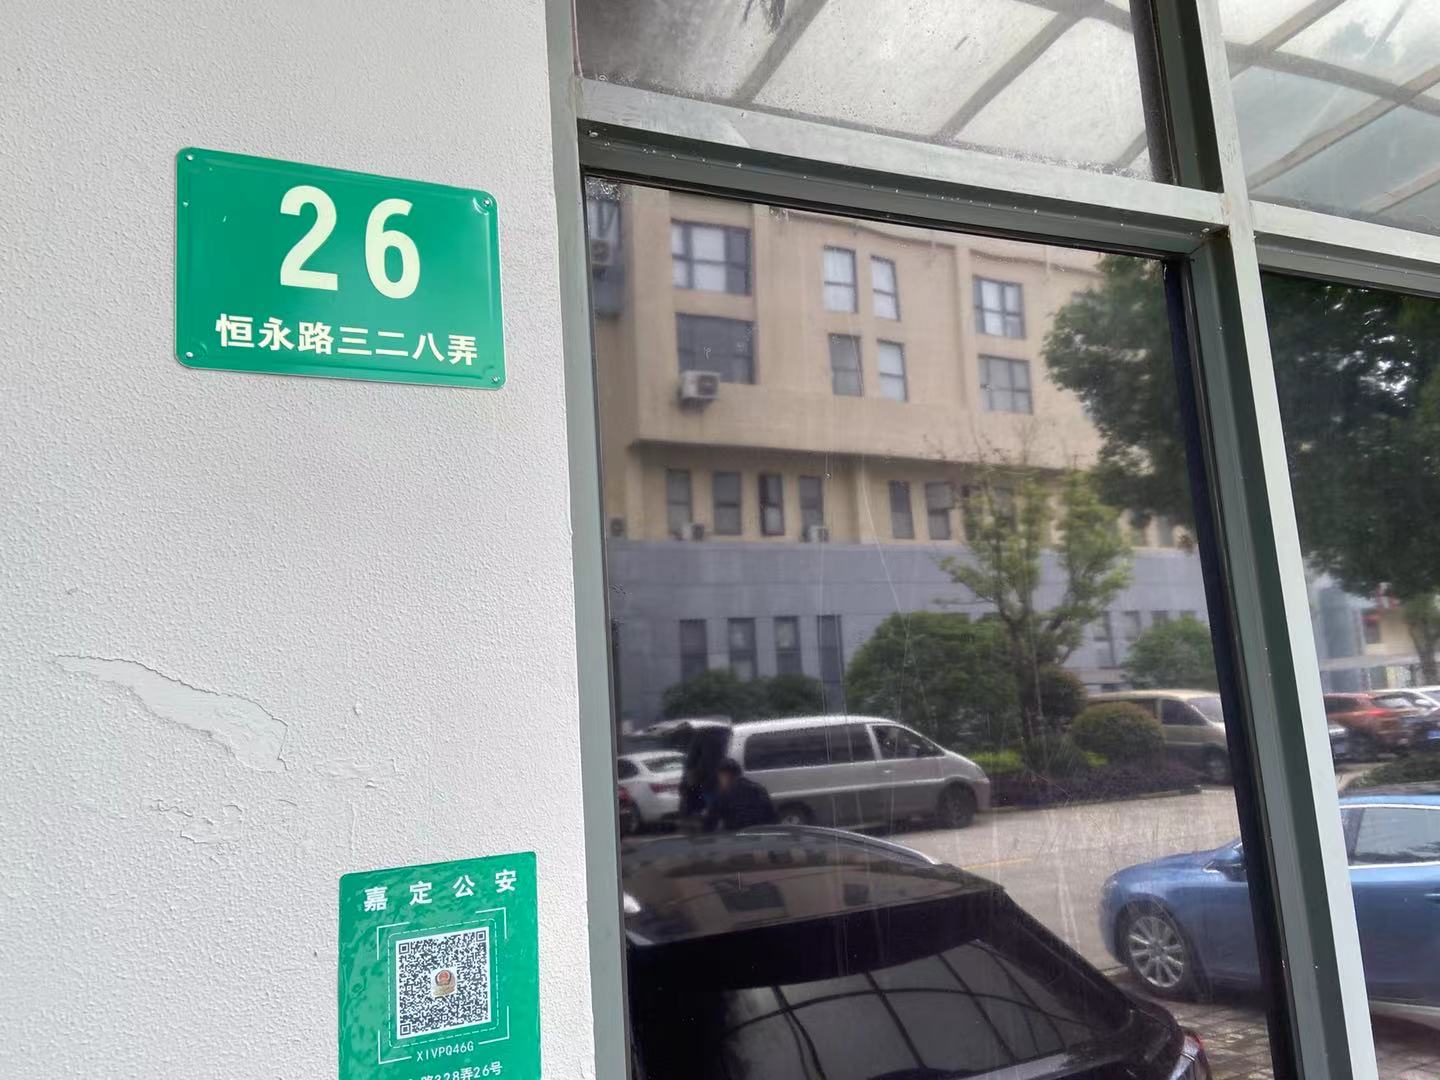 26
恒永路三二八弄
嘉定公安
XIVPQ46G
路328弄26号